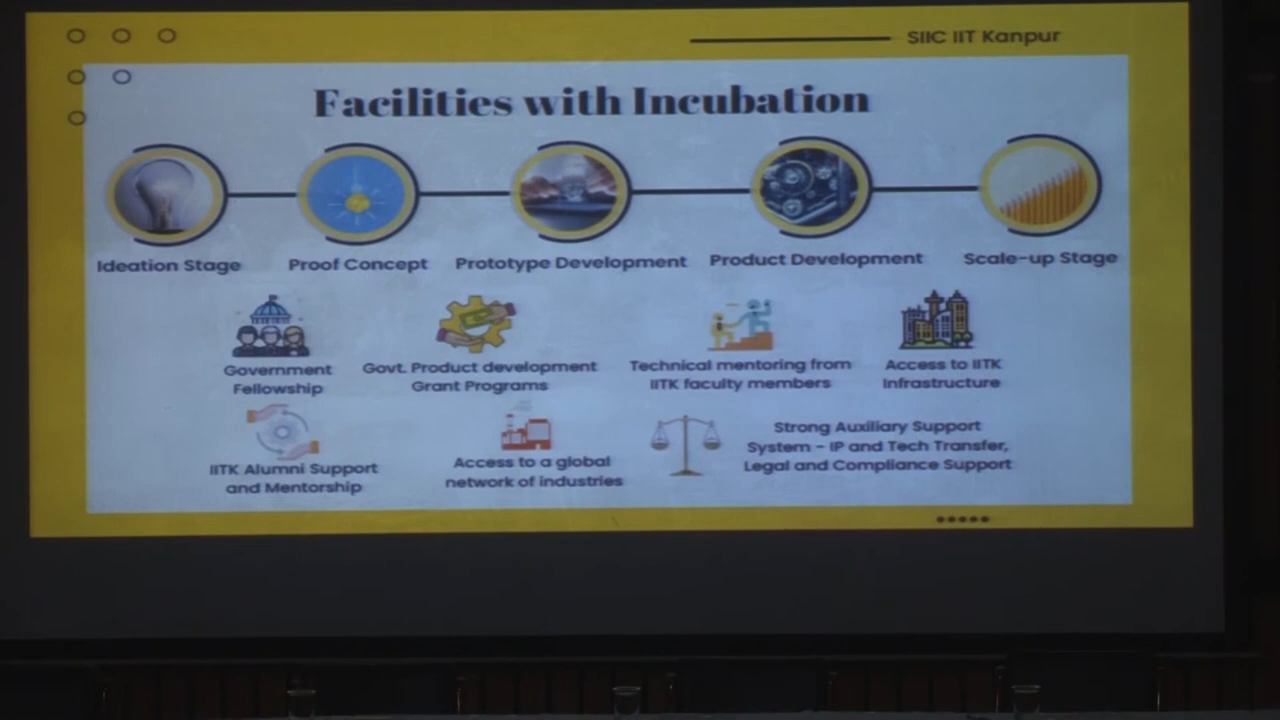 SIIC IIT Kanpur
Facilities with Incubation
Ideation Stage
Proof Concept
Prototype Development
Product Development
Scale-up Stage
Government
Fellowship
Govt. Product development
Grant Programs
Technical mentoring from
IITK faculty members
Access to IITK
Infrastructure
IITK Alumni Support
and Mentorship
Access to a global
network of industries
Strong Auxiliary Support
System - IP and Tech Transfer,
Legal and Compliance Support